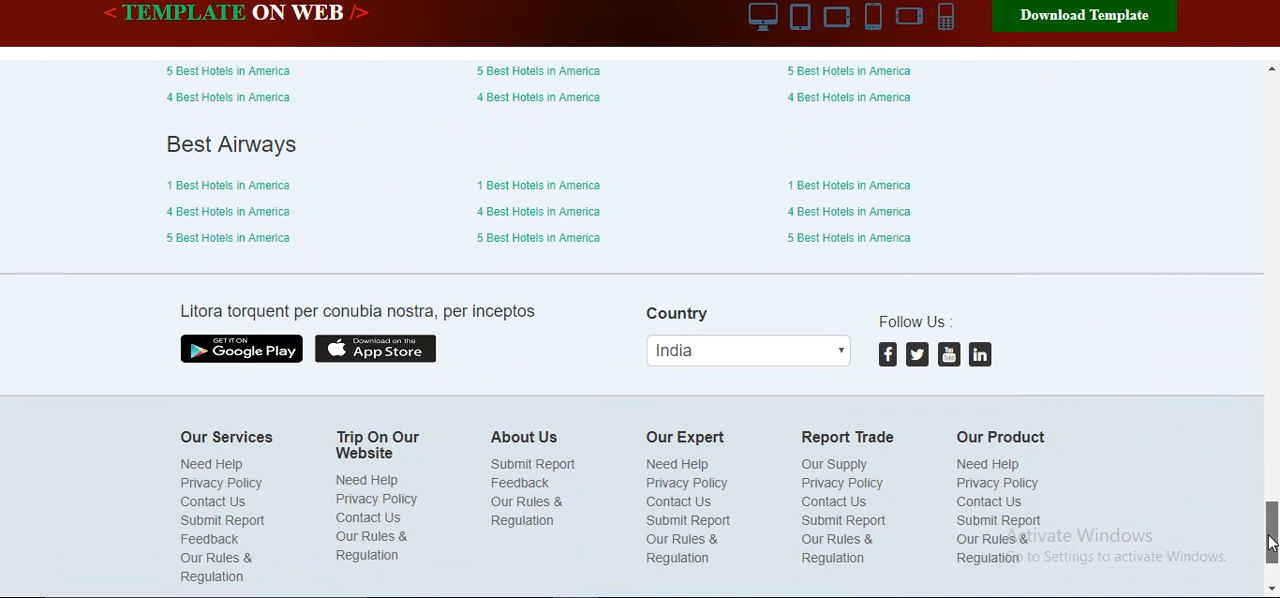 < TEMPLATE ON WEB />
Download Template
5 Best Hotels in America 5 Best Hotels in America 5 Best Hotels in America
4 Best Hotels in America 4 Best Hotels in America 4 Best Hotels in America
Best Airways
1 Best Hotels in America 1 Best Hotels in America 1 Best Hotels in America
4 Best Hotels in America 4 Best Hotels in America 4 Best Hotels in America
5 Best Hotels in America 5 Best Hotels in America 5 Best Hotels in America
Litora torquent per conubia nostra, per inceptos
GET IT ON
Google Play
Download on the
App Store
Country
India
Follow Us :
Our Services
Need Help
Privacy Policy
Contact Us
Submit Report
Feedback
Our Rules &
Regulation
Trip On Our
Website
Need Help
Privacy Policy
Contact Us
Our Rules &
Regulation
About Us
Submit Report
Feedback
Our Rules &
Regulation
Our Expert
Need Help
Privacy Policy
Contact Us
Submit Report
Our Rules &
Regulation
Report Trade
Our Supply
Privacy Policy
Contact Us
Submit Report
Our Rules &
Regulation
Our Product
Need Help
Privacy Policy
Contact Us
Submit Report
Our Rules &
Regulation
Activate Windows
Go to Settings to activate Windows.